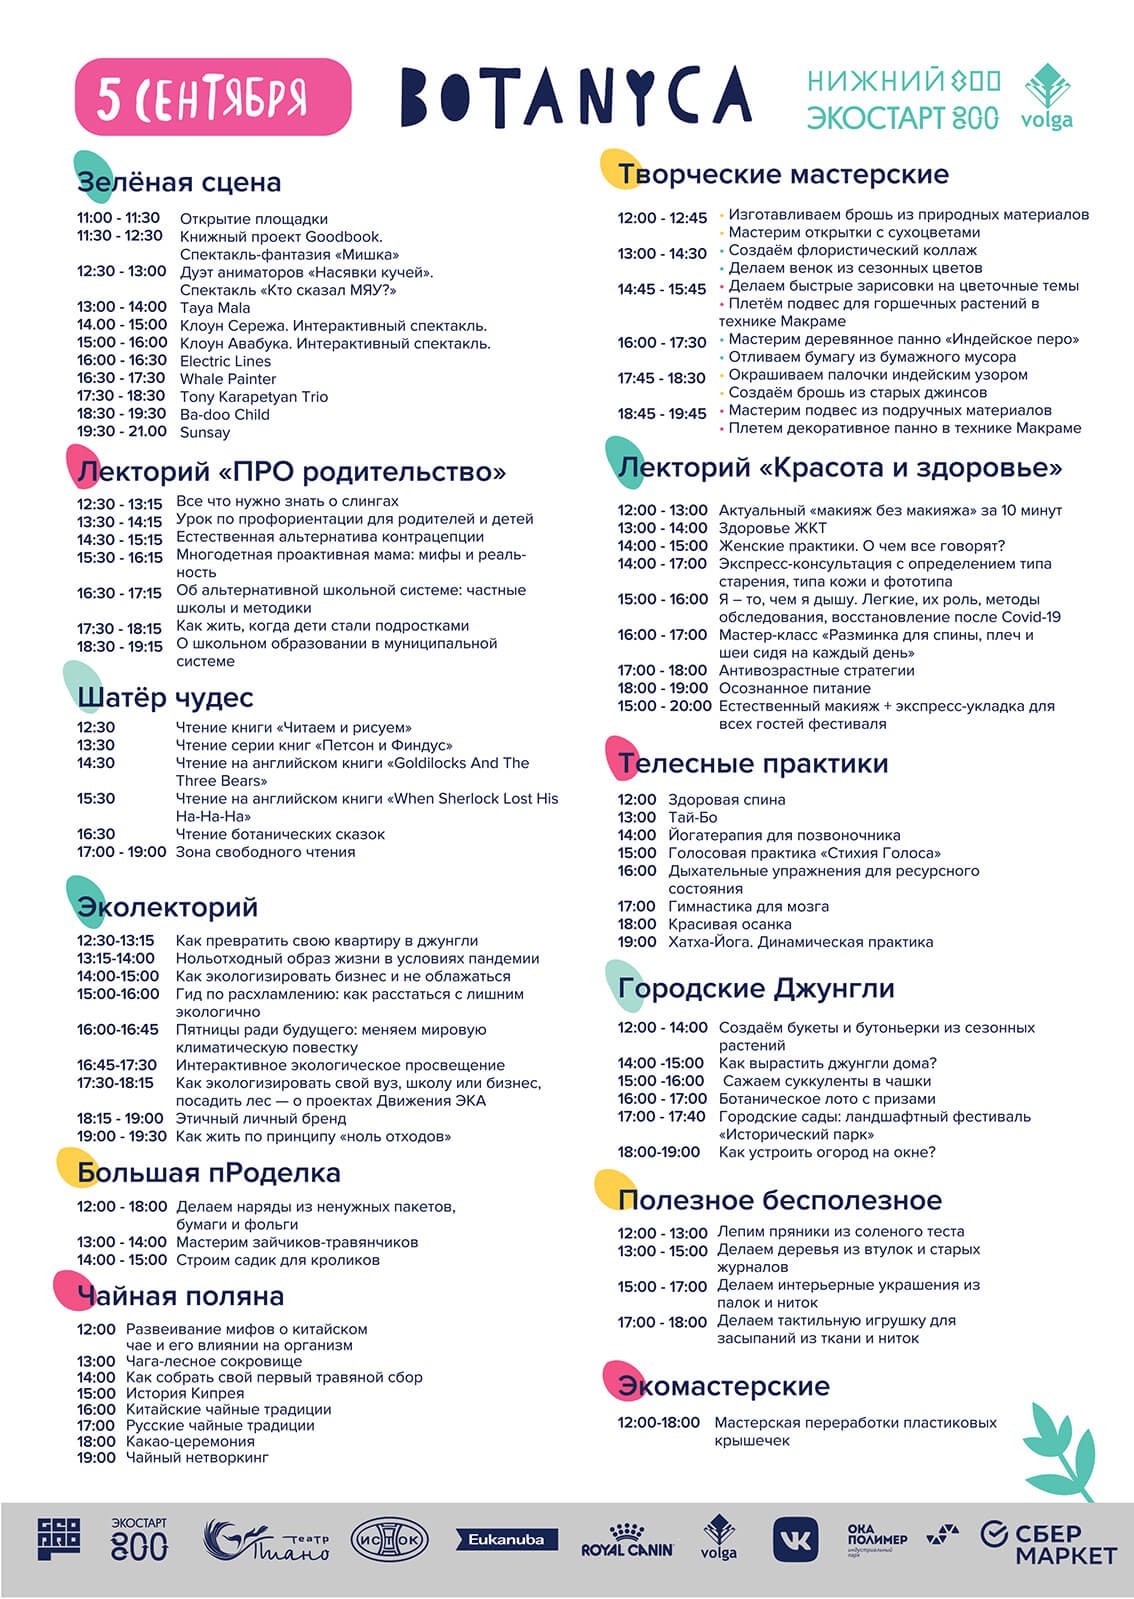 5 СЕНТЯБРЯ
BOTANYCA
НИЖНИЙ 800
ЭКОСТАРТ 800
volga
Зелёная сцена
11:00 - 11:30 Открытие площадки
11:30 - 12:30 Книжный проект Goodbook.
Спектакль-фантазия «Мишка»
12:30 - 13:00 Дуэт аниматоров «Насявки кучей».
Спектакль «Кто сказал МЯУ?»
13:00 - 14:00 Taya Mala
14.00 - 15:00 Клоун Сережа. Интерактивный спектакль.
15:00 - 16:00 Клоун Авабука. Интерактивный спектакль.
16:00 - 16:30 Electric Lines
16:30 - 17:30 Whale Painter
17:30 - 18:30 Tony Karapetyan Trio
18:30 - 19:30 Ba-doo Child
19:30 - 21.00 Sunsay
Лекторий «ПРО родительство»
12:30 - 13:15 Все что нужно знать о слингах
13:30 - 14:15 Урок по профориентации для родителей и детей
14:30 - 15:15 Естественная альтернатива контрацепции
15:30 - 16:15 Многодетная проактивная мама: мифы и реаль-
ность
16:30 - 17:15 Об альтернативной школьной системе: частные
школы и методики
17:30 - 18:15 Как жить, когда дети стали подростками
18:30 - 19:15 О школьном образовании в муниципальной
системе
Шатёр чудес
12:30 Чтение книги «Читаем и рисуем»
13:30 Чтение серии книг «Петсон и Финдус»
14:30 Чтение на английском книги «Goldilocks And The
Three Bears»
15:30 Чтение на английском книги «When Sherlock Lost His
Ha-Ha-Ha»
16:30 Чтение ботанических сказок
17:00 - 19:00 Зона свободного чтения
Эколекторий
12:30-13:15 Как превратить свою квартиру в джунгли
13:15-14:00 Нольотходный образ жизни в условиях пандемии
14:00-15:00 Как экологизировать бизнес и не облажаться
15:00-16:00 Гид по расхламлению: как расстаться с лишним
экологично
16:00-16:45 Пятницы ради будущего: меняем мировую
климатическую повестку
16:45-17:30 Интерактивное экологическое просвещение
17:30-18:15 Как экологизировать свой вуз, школу или бизнес,
посадить лес — о проектах Движения ЭКА
18:15 - 19:00 Этичный личный бренд
19:00 - 19:30 Как жить по принципу «ноль отходов»
Большая пРоделка
12:00 - 18:00 Делаем наряды из ненужных пакетов,
бумаги и фольги
13:00 - 14:00 Мастерим зайчиков-травянчиков
14:00 - 15:00 Строим садик для кроликов
Чайная поляна
12:00 Развеивание мифов о китайском
чае и его влиянии на организм
13:00 Чага-лесное сокровище
14:00 Как собрать свой первый травяной сбор
15:00 История Кипрея
16:00 Китайские чайные традиции
17:00 Русские чайные традиции
18:00 Какао-церемония
19:00 Чайный нетворкинг
Творческие мастерские
12:00 - 12:45 • Изготавливаем брошь из природных материалов
• Мастерим открытки с сухоцветами
13:00 - 14:30 • Создаём флористический коллаж
• Делаем венок из сезонных цветов
14:45 - 15:45 • Делаем быстрые зарисовки на цветочные темы
• Плетём подвес для горшечных растений в
технике Макраме
16:00 - 17:30 • Мастерим деревянное панно «Индейское перо»
• Отливаем бумагу из бумажного мусора
17:45 - 18:30 • Окрашиваем палочки индейским узором
• Создаём брошь из старых джинсов
18:45 - 19:45 • Мастерим подвес из подручных материалов
• Плетем декоративное панно в технике Макраме
Лекторий «Красота и здоровье»
12:00 - 13:00 Актуальный «макияж без макияжа» за 10 минут
13:00 - 14:00 Здоровье ЖКТ
14:00 - 15:00 Женские практики. О чем все говорят?
14:00 - 17:00 Экспресс-консультация с определением типа
старения, типа кожи и фототипа
15:00 - 16:00 Я – то, чем я дышу. Легкие, их роль, методы
обследования, восстановление после Covid-19
16:00 - 17:00 Мастер-класс «Разминка для спины, плеч и
шеи сидя на каждый день»
17:00 - 18:00 Антивозрастные стратегии
18:00 - 19:00 Осознанное питание
15:00 - 20:00 Естественный макияж + экспресс-укладка для
всех гостей фестиваля
Телесные практики
12:00 Здоровая спина
13:00 Тай-Бо
14:00 Йогатерапия для позвоночника
15:00 Голосовая практика «Стихия Голоса»
16:00 Дыхательные упражнения для ресурсного
состояния
17:00 Гимнастика для мозга
18:00 Красивая осанка
19:00 Хатха-Йога. Динамическая практика
Городские Джунгли
12:00 - 14:00 Создаём букеты и бутоньерки из сезонных
растений
14:00 -15:00 Как вырастить джунгли дома?
15:00 -16:00 Сажаем суккуленты в чашки
16:00 - 17:00 Ботаническое лото с призами
17:00 - 17:40 Городские сады: ландшафтный фестиваль
«Исторический парк»
18:00-19:00 Как устроить огород на окне?
Полезное бесполезное
12:00 - 13:00 Лепим пряники из соленого теста
13:00 - 15:00 Делаем деревья из втулок и старых
журналов
15:00 - 17:00 Делаем интерьерные украшения из
палок и ниток
17:00 - 18:00 Делаем тактильную игрушку для
засыпаний из ткани и ниток
Экомастерские
12:00-18:00 Мастерская переработки пластиковых
крышечек
ЭКОСТАРТ
800
театр
Пиано
ИСТОК
Eukanuba
ROYAL CANIN
volga
VK
ОКА
ПОЛИМЕР
индустриальный
парк
СБЕР
МАРКЕТ